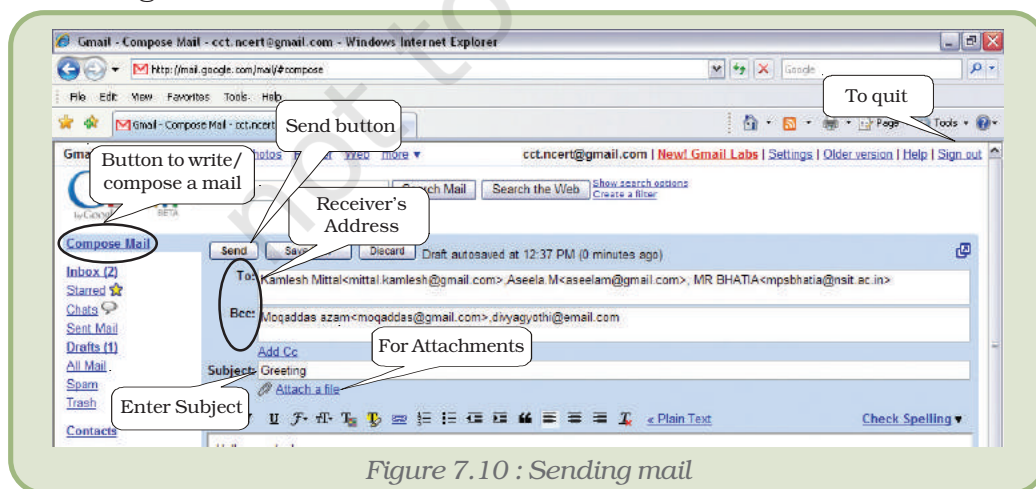 Gmail - Compose Mail - cct.ncert@gmail.com - Windows Internet Explorer
http://mail.google.com/mail/#compose
Google
File Edit View Favorites Tools Help
To quit
Gmail - Compose Mail - cct.ncert
Page Tools
Send button
Button to write/
compose a mail
Web more
cct.ncert@gmail.com | New! Gmail Labs | Settings | Older version | Help | Sign out
by Google BETA
Search Mail
Search the Web
Show search options
Create a filter
Receiver's
Address
Compose Mail
Send
Discard
Draft autosaved at 12:37 PM (0 minutes ago)
To: Kamlesh Mittal<mittal.kamlesh@gmail.com>,Aseela.M<aseelam@gmail.com>, MR BHATIA<mpsbhatia@nsit.ac.in>
Inbox (2)
Starred
Chats
Bcc: Moqaddas azam<moqaddas@gmail.com>,divyagyothi@email.com
Sent Mail
Drafts (1)
Add Cc
For Attachments
All Mail
Subject: Greeting
Spam
Attach a file
Trash
Enter Subject
U
« Plain Text
Check Spelling
Contacts
not to
Figure 7.10 : Sending mail